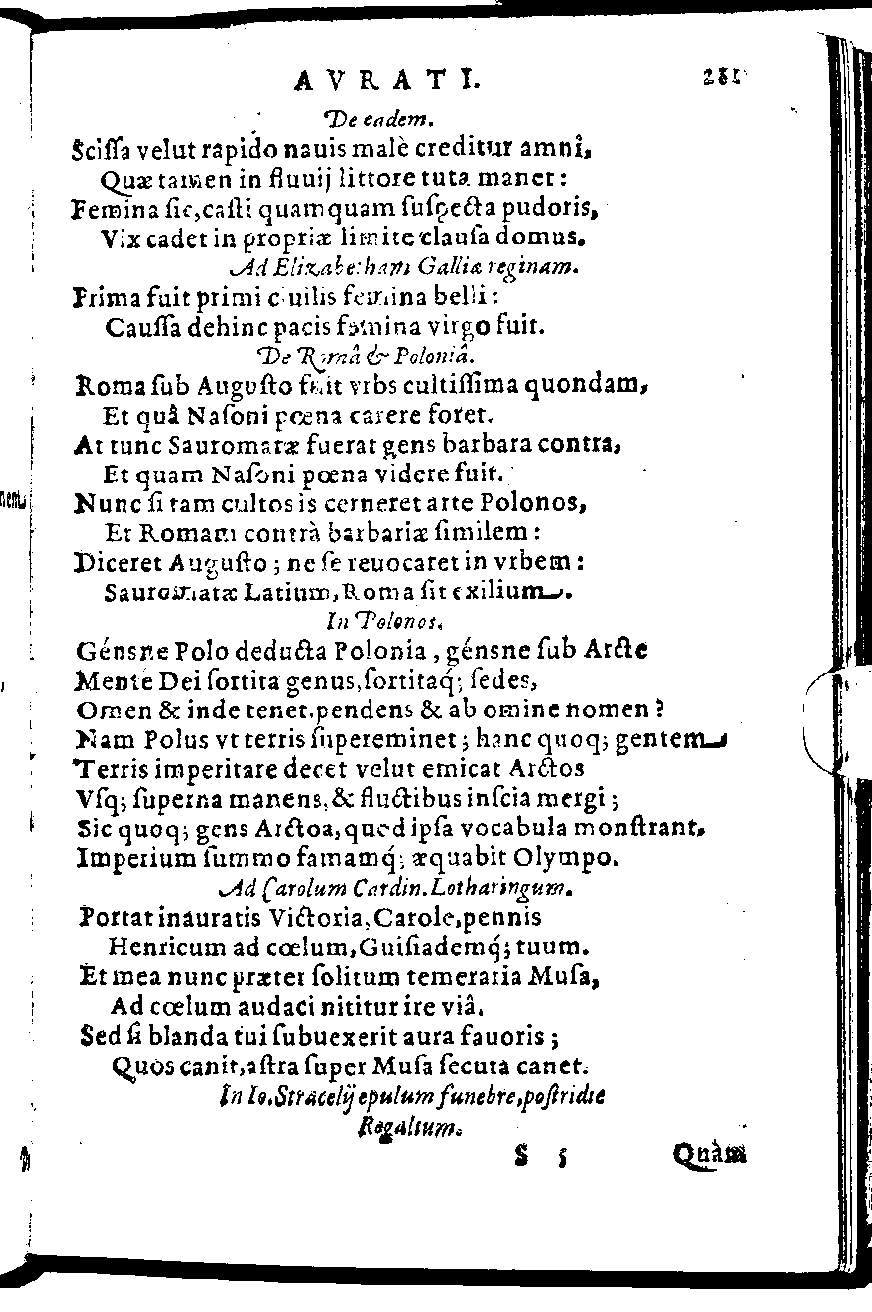 AVRATI. 281
De eadem.
Sciſſa velut rapido nauis malè creditur amni,
Quæ tamen in fluuij littore tuta manet:
Femina ſic, caſti quamquam ſuſpecta pudoris,
Vix cadet in propriæ limite clauſa domus.
Ad Elizabetham Galliæ reginam.
Prima fuit primi ciuilis femina belli:
Cauſſa dehinc pacis fœmina virgo fuit.
De Româ & Poloniâ.
Roma ſub Auguſto fuit vrbs cultiſſima quondam,
Et quâ Naſoni pœna carere foret.
At tunc Sauromatæ fuerat gens barbara contra,
Et quam Naſoni pœna videre fuit.
Nunc ſi tam cultos is cerneret arte Polonos,
Et Romam contrà barbariæ ſimilem:
Diceret Auguſto; ne ſe reuocaret in vrbem:
Sauromatæ Latium, Roma ſit exilium.
In Polonos.
Génsne Polo deducta Polonia, génsne ſub Arcte
Mente Dei ſortita genus, ſortitaq́; ſedes,
Omen & inde tenet, pendens & ab omine nomen?
Nam Polus vt terris ſupereminet; hanc quoq; gentem
Terris imperitare decet velut emicat Arctos
Vſq; ſuperna manens, & fluctibus inſcia mergi;
Sic quoq; gens Arctoa, quod ipſa vocabula monſtrant,
Imperium ſummo famamq́; æquabit Olympo.
Ad Carolum Cardin. Lotharingum.
Portat inauratis Victoria, Carole, pennis
Henricum ad cœlum, Guiſiademq́; tuum.
Et mea nunc præter ſolitum temeraria Muſa,
Ad cœlum audaci nititur ire viâ.
Sed ſi blanda tui ſubuexerit aura fauoris;
Quos canit, aſtra ſuper Muſa ſecuta canet.
In Io. Stracelij epulum funebre, poſtridie
Regalium.
S 5 Quàm